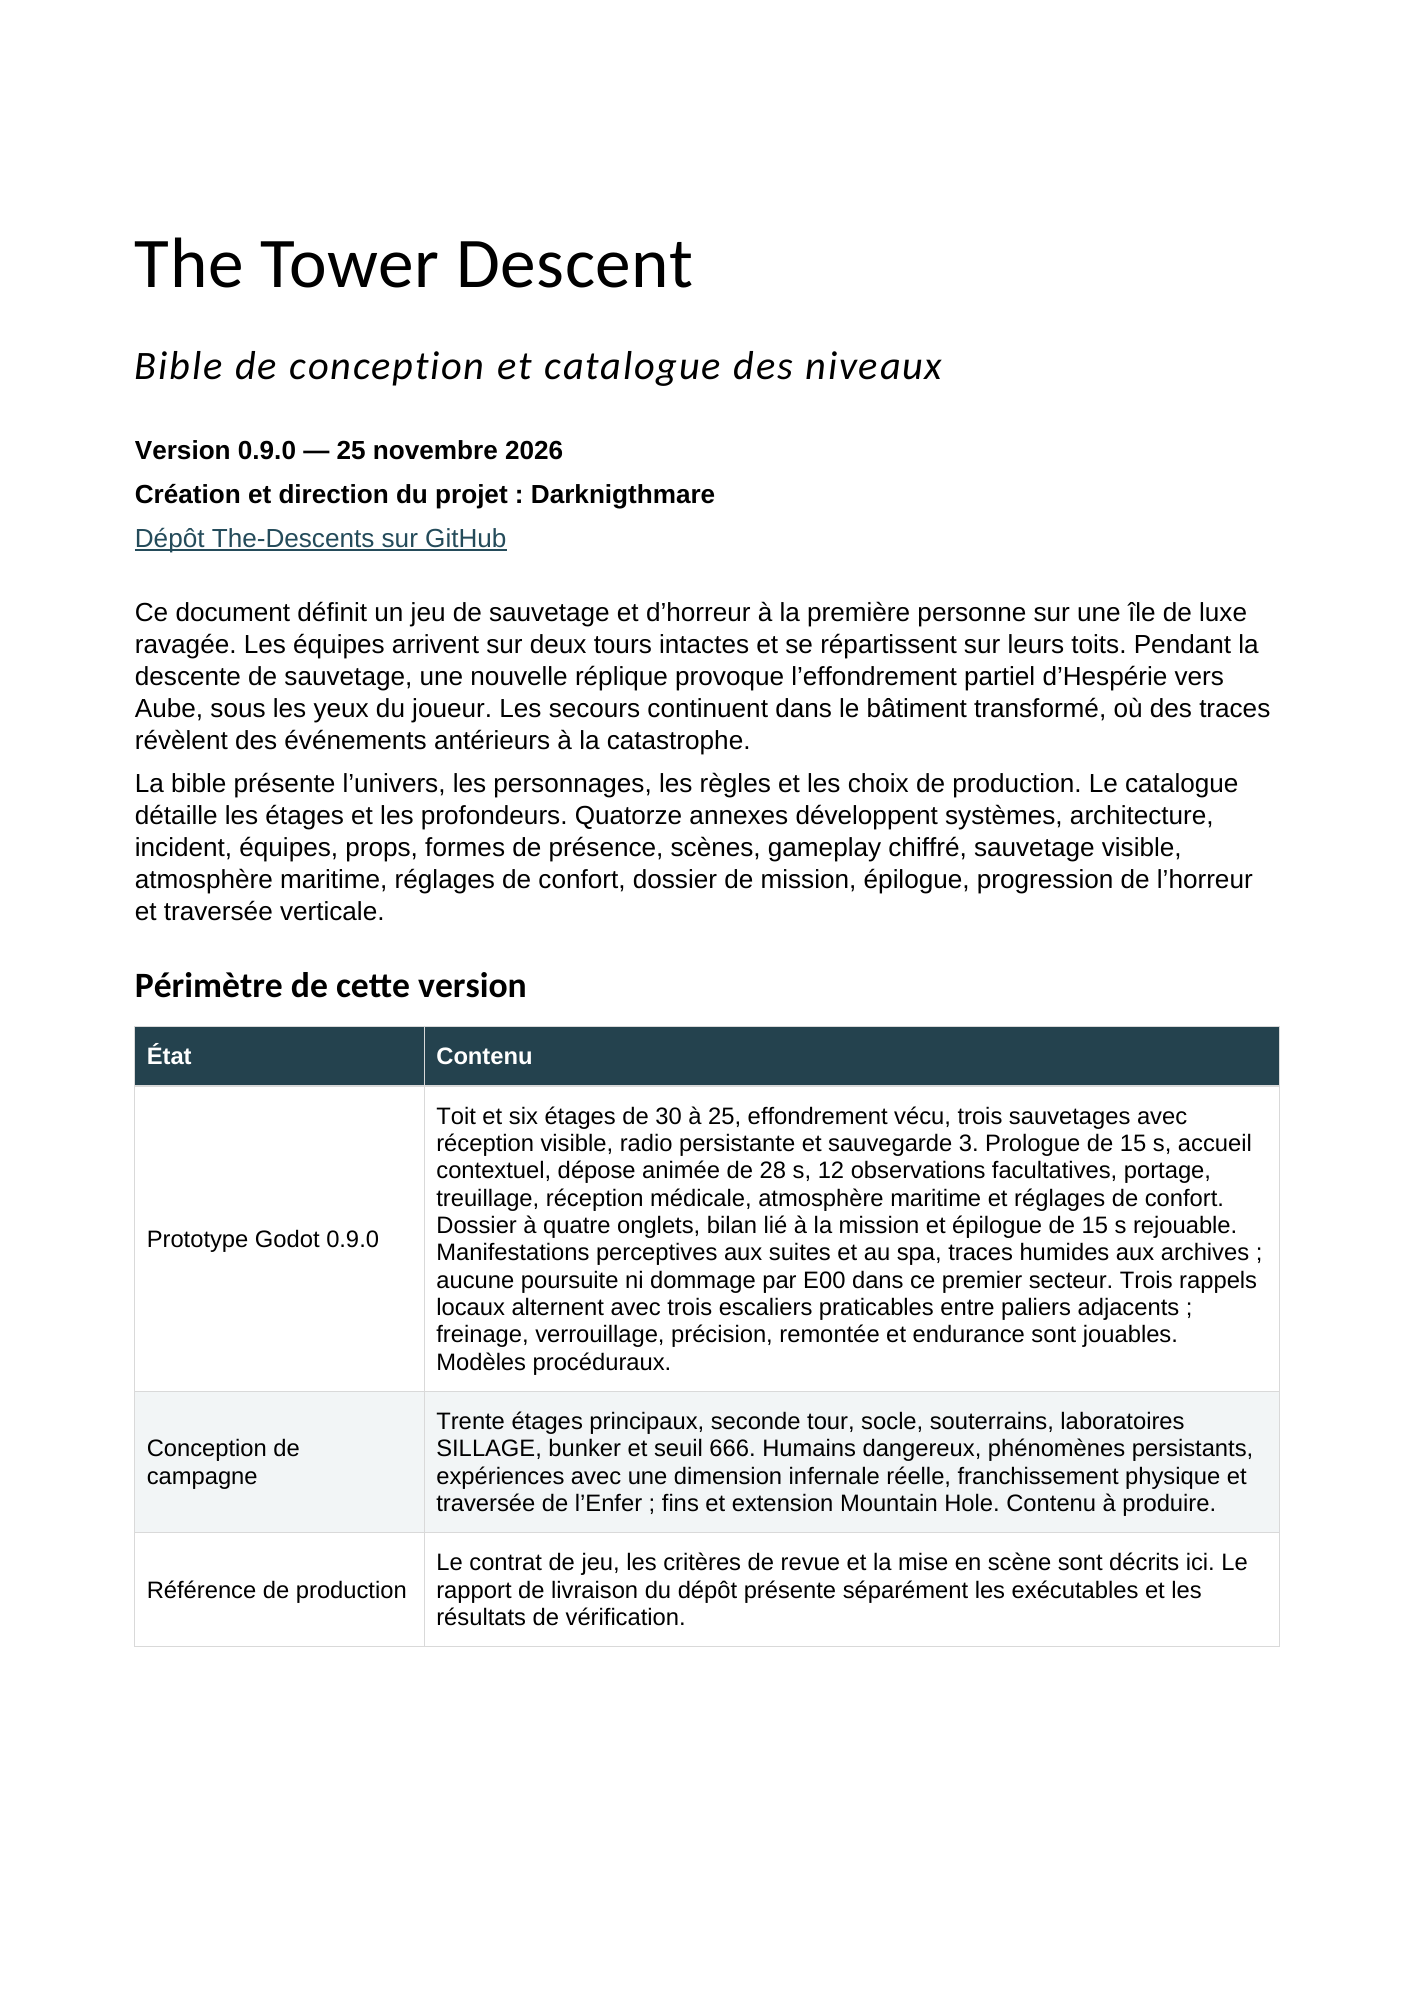 The Tower Descent
Bible de conception et catalogue des niveaux
Version 0.9.0 — 25 novembre 2026
Création et direction du projet : Darknigthmare
Dépôt The-Descents sur GitHub
Ce document définit un jeu de sauvetage et d’horreur à la première personne sur une île de luxe
ravagée. Les équipes arrivent sur deux tours intactes et se répartissent sur leurs toits. Pendant la
descente de sauvetage, une nouvelle réplique provoque l’effondrement partiel d’Hespérie vers
Aube, sous les yeux du joueur. Les secours continuent dans le bâtiment transformé, où des traces
révèlent des événements antérieurs à la catastrophe.
La bible présente l’univers, les personnages, les règles et les choix de production. Le catalogue
détaille les étages et les profondeurs. Quatorze annexes développent systèmes, architecture,
incident, équipes, props, formes de présence, scènes, gameplay chiffré, sauvetage visible,
atmosphère maritime, réglages de confort, dossier de mission, épilogue, progression de l’horreur
et traversée verticale.
Périmètre de cette version
État
Contenu
Prototype Godot 0.9.0
Toit et six étages de 30 à 25, effondrement vécu, trois sauvetages avec
réception visible, radio persistante et sauvegarde 3. Prologue de 15 s, accueil
contextuel, dépose animée de 28 s, 12 observations facultatives, portage,
treuillage, réception médicale, atmosphère maritime et réglages de confort.
Dossier à quatre onglets, bilan lié à la mission et épilogue de 15 s rejouable.
Manifestations perceptives aux suites et au spa, traces humides aux archives ;
aucune poursuite ni dommage par E00 dans ce premier secteur. Trois rappels
locaux alternent avec trois escaliers praticables entre paliers adjacents ;
freinage, verrouillage, précision, remontée et endurance sont jouables.
Modèles procéduraux.
Conception de
campagne
Trente étages principaux, seconde tour, socle, souterrains, laboratoires
SILLAGE, bunker et seuil 666. Humains dangereux, phénomènes persistants,
expériences avec une dimension infernale réelle, franchissement physique et
traversée de l’Enfer ; fins et extension Mountain Hole. Contenu à produire.
Référence de production
Le contrat de jeu, les critères de revue et la mise en scène sont décrits ici. Le
rapport de livraison du dépôt présente séparément les exécutables et les
résultats de vérification.